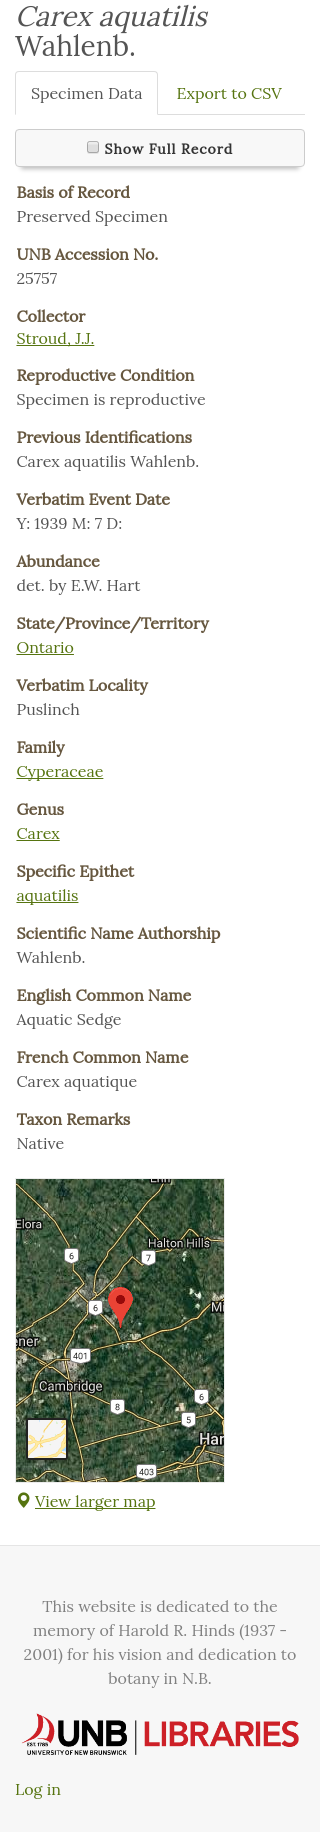 Carex aquatilis
Wahlenb.
Specimen Data
Export to CSV
Show Full Record
Basis of Record
Preserved Specimen
UNB Accession No.
25757
Collector
Stroud, J.J.
Reproductive Condition
Specimen is reproductive
Previous Identifications
Carex aquatilis Wahlenb.
Verbatim Event Date
Y: 1939 M: 7 D:
Abundance
det. by E.W. Hart
State/Province/Territory
Ontario
Verbatim Locality
Puslinch
Family
Cyperaceae
Genus
Carex
Specific Epithet
aquatilis
Scientific Name Authorship
Wahlenb.
English Common Name
Aquatic Sedge
French Common Name
Carex aquatique
Taxon Remarks
Native
Erin
Elora
6
7
Halton Hills
6
Mi
ener
401
Cambridge
8
6
5
Har
403
View larger map
This website is dedicated to the
memory of Harold R. Hinds (1937 -
2001) for his vision and dedication to
botany in N.B.
EST. 1785
UNB
UNIVERSITY OF NEW BRUNSWICK
LIBRARIES
Log in